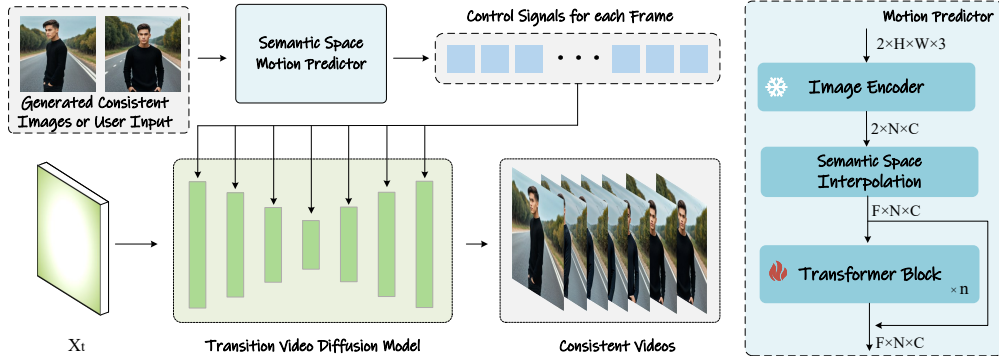 Control Signals for each Frame
Semantic Space
Motion Predictor
• • •
Generated Consistent
Images or User Input
Xt
Transition Video Diffusion Model
Consistent Videos
Motion Predictor
2×H×W×3
Image Encoder
2×N×C
Semantic Space
Interpolation
F×N×C
Transformer Block
×n
F×N×C